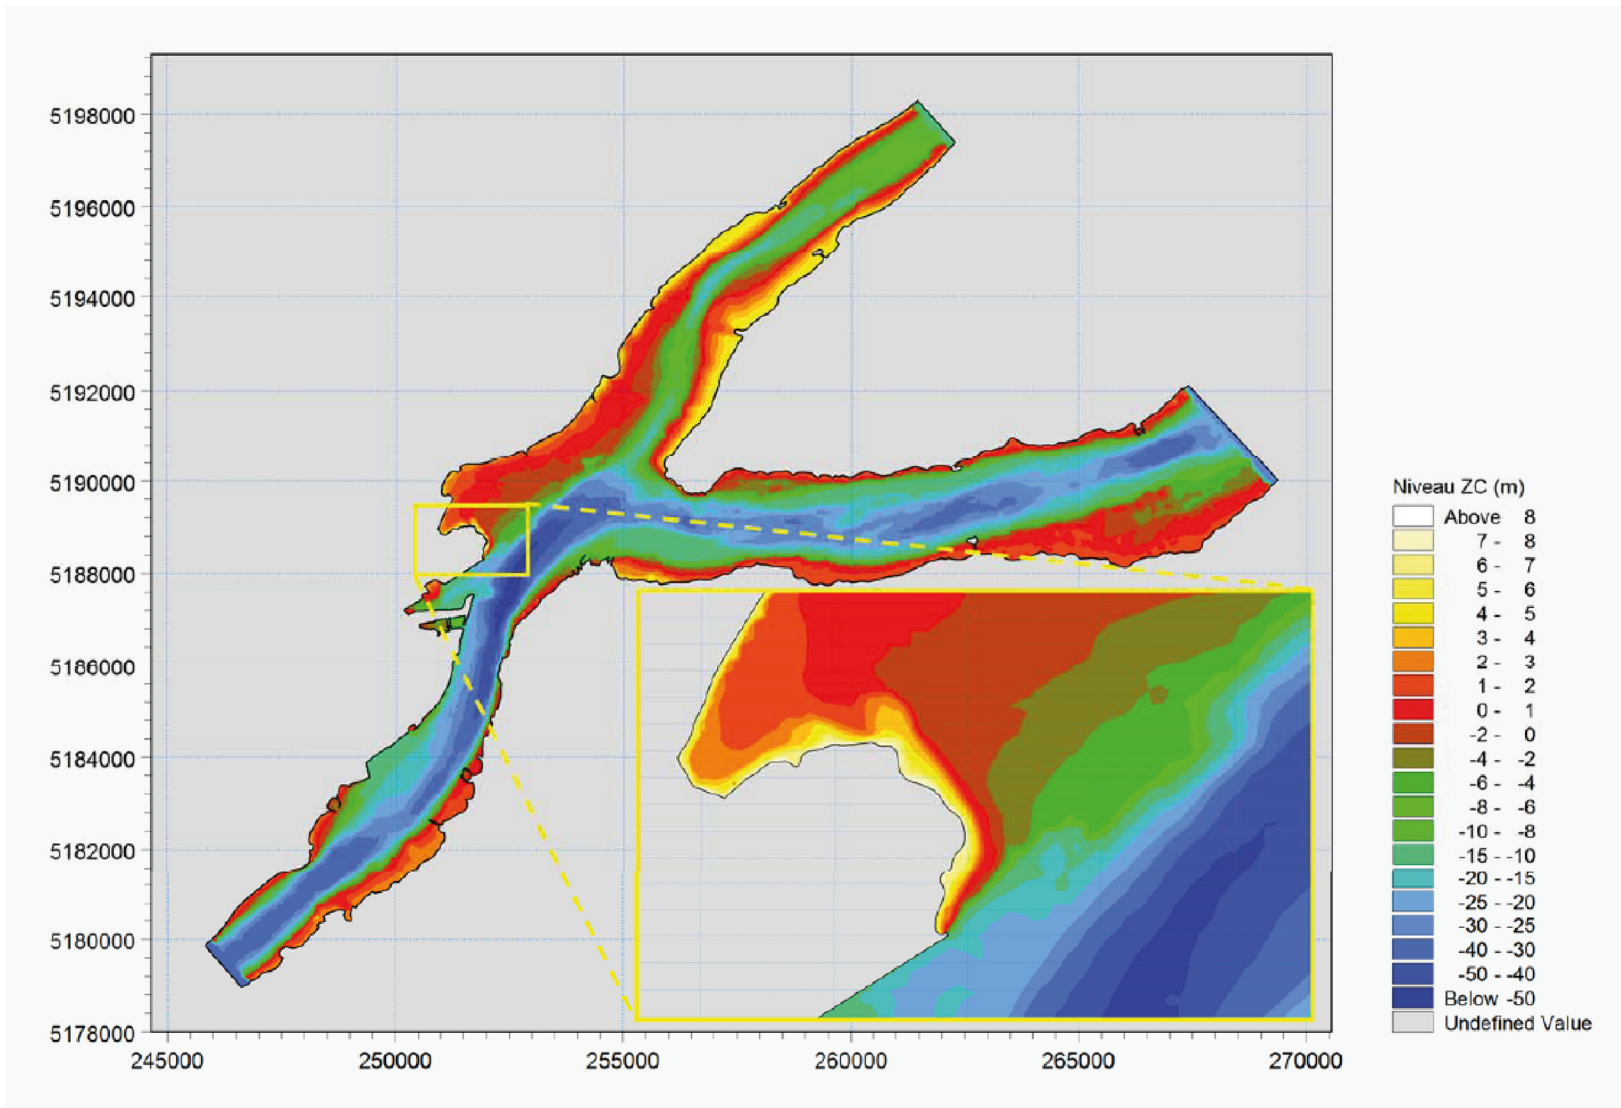 5198000
5196000
5194000
5192000
5190000
5188000
5186000
5184000
5182000
5180000
5178000
245000 250000 255000 260000 265000 270000
Niveau ZC (m)
Above 8
7 - 8
6 - 7
5 - 6
4 - 5
3 - 4
2 - 3
1 - 2
0 - 1
-2 - 0
-4 - -2
-6 - -4
-8 - -6
-10 - -8
-15 - -10
-20 - -15
-25 - -20
-30 - -25
-40 - -30
-50 - -40
Below -50
Undefined Value